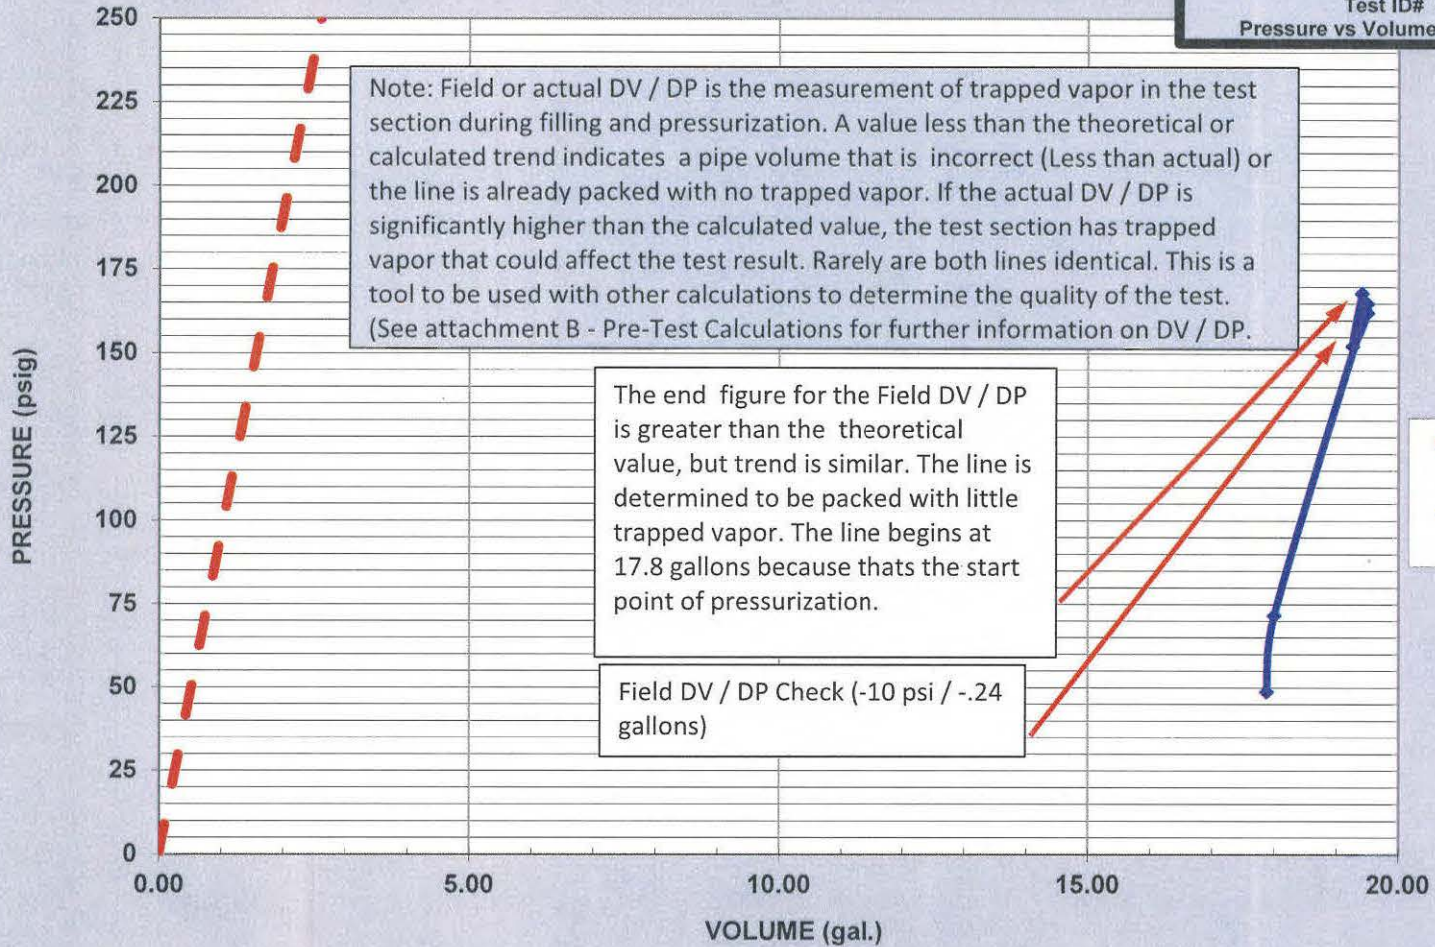 Test ID#
Pressure vs Volume
250
225
200
175
150
125
100
75
50
25
0
PRESSURE (psig)
Note: Field or actual DV / DP is the measurement of trapped vapor in the test
section during filling and pressurization. A value less than the theoretical or
calculated trend indicates a pipe volume that is incorrect (Less than actual) or
the line is already packed with no trapped vapor. If the actual DV / DP is
significantly higher than the calculated value, the test section has trapped
vapor that could affect the test result. Rarely are both lines identical. This is a
tool to be used with other calculations to determine the quality of the test.
(See attachment B - Pre-Test Calculations for further information on DV / DP.
The end figure for the Field DV / DP
is greater than the theoretical
value, but trend is similar. The line is
determined to be packed with little
trapped vapor. The line begins at
17.8 gallons because thats the start
point of pressurization.
Field DV / DP Check (-10 psi / -.24
gallons)
0.00 5.00 10.00 15.00 20.00
VOLUME (gal.)